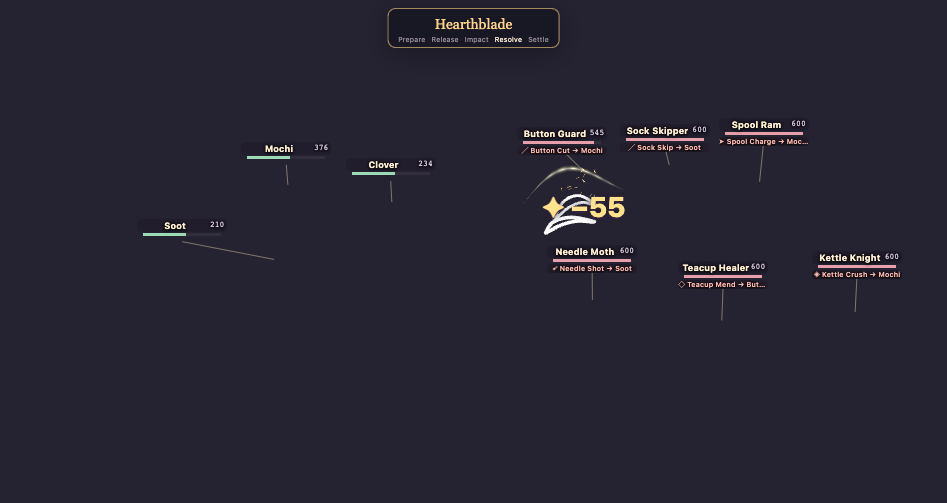 Hearthblade
Prepare Release Impact Resolve Settle
Spool Ram 600
➤ Spool Charge → Moc...
Sock Skipper 600
⟋ Sock Skip → Soot
Button Guard 545
⟋ Button Cut → Mochi
Mochi 376
Clover 234
✦ −55
Soot 210
Needle Moth 600
➶ Needle Shot → Soot
Teacup Healer 600
◇ Teacup Mend → But...
Kettle Knight 600
◈ Kettle Crush → Mochi